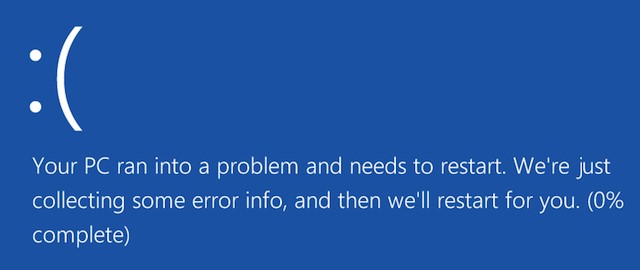 :(
Your PC ran into a problem and needs to restart. We're just
collecting some error info, and then we'll restart for you. (0%
complete)